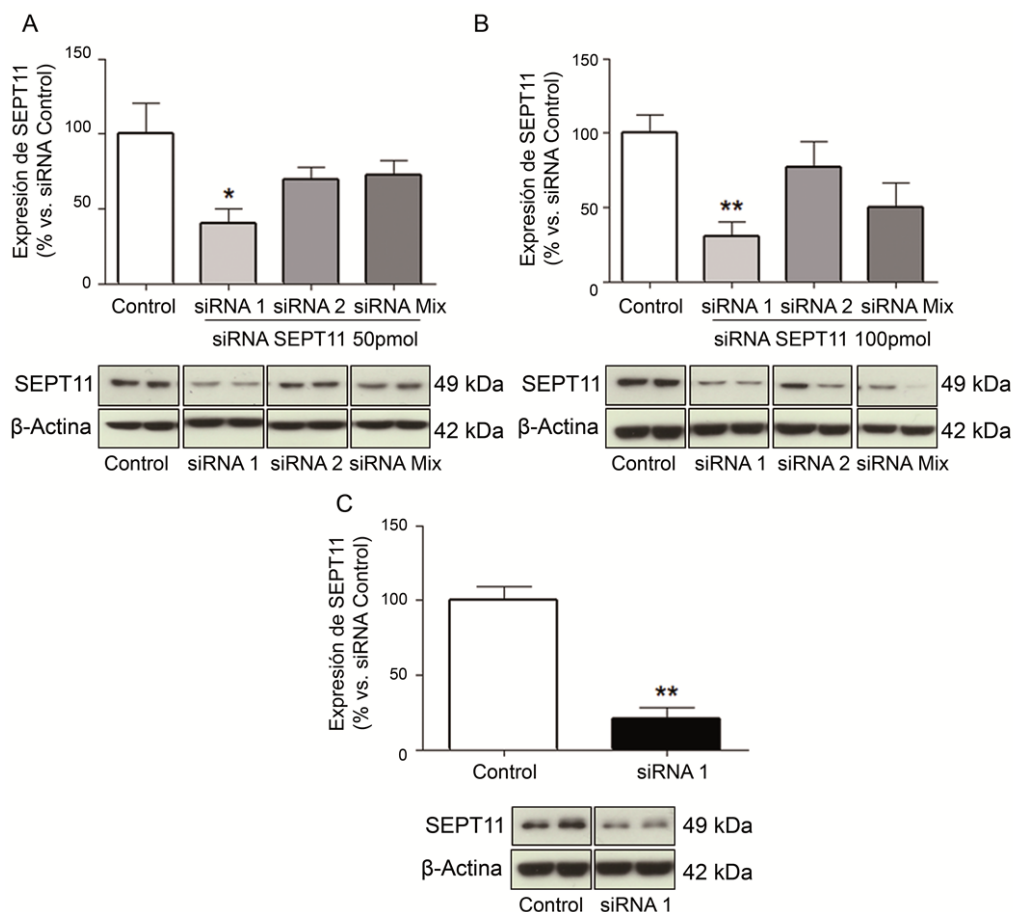 A
Expresión de SEPT11
(% vs. siRNA Control)
150
100
50
0
*
Control siRNA 1 siRNA 2 siRNA Mix
siRNA SEPT11 50pmol
SEPT11 49 kDa
β-Actina 42 kDa
Control siRNA 1 siRNA 2 siRNA Mix
B
Expresión de SEPT11
(% vs. siRNA Control)
150
100
50
0
**
Control siRNA 1 siRNA 2 siRNA Mix
siRNA SEPT11 100pmol
SEPT11 49 kDa
β-Actina 42 kDa
Control siRNA 1 siRNA 2 siRNA Mix
C
Expresión de SEPT11
(% vs. siRNA Control)
150
100
50
0
**
Control siRNA 1
SEPT11 49 kDa
β-Actina 42 kDa
Control siRNA 1